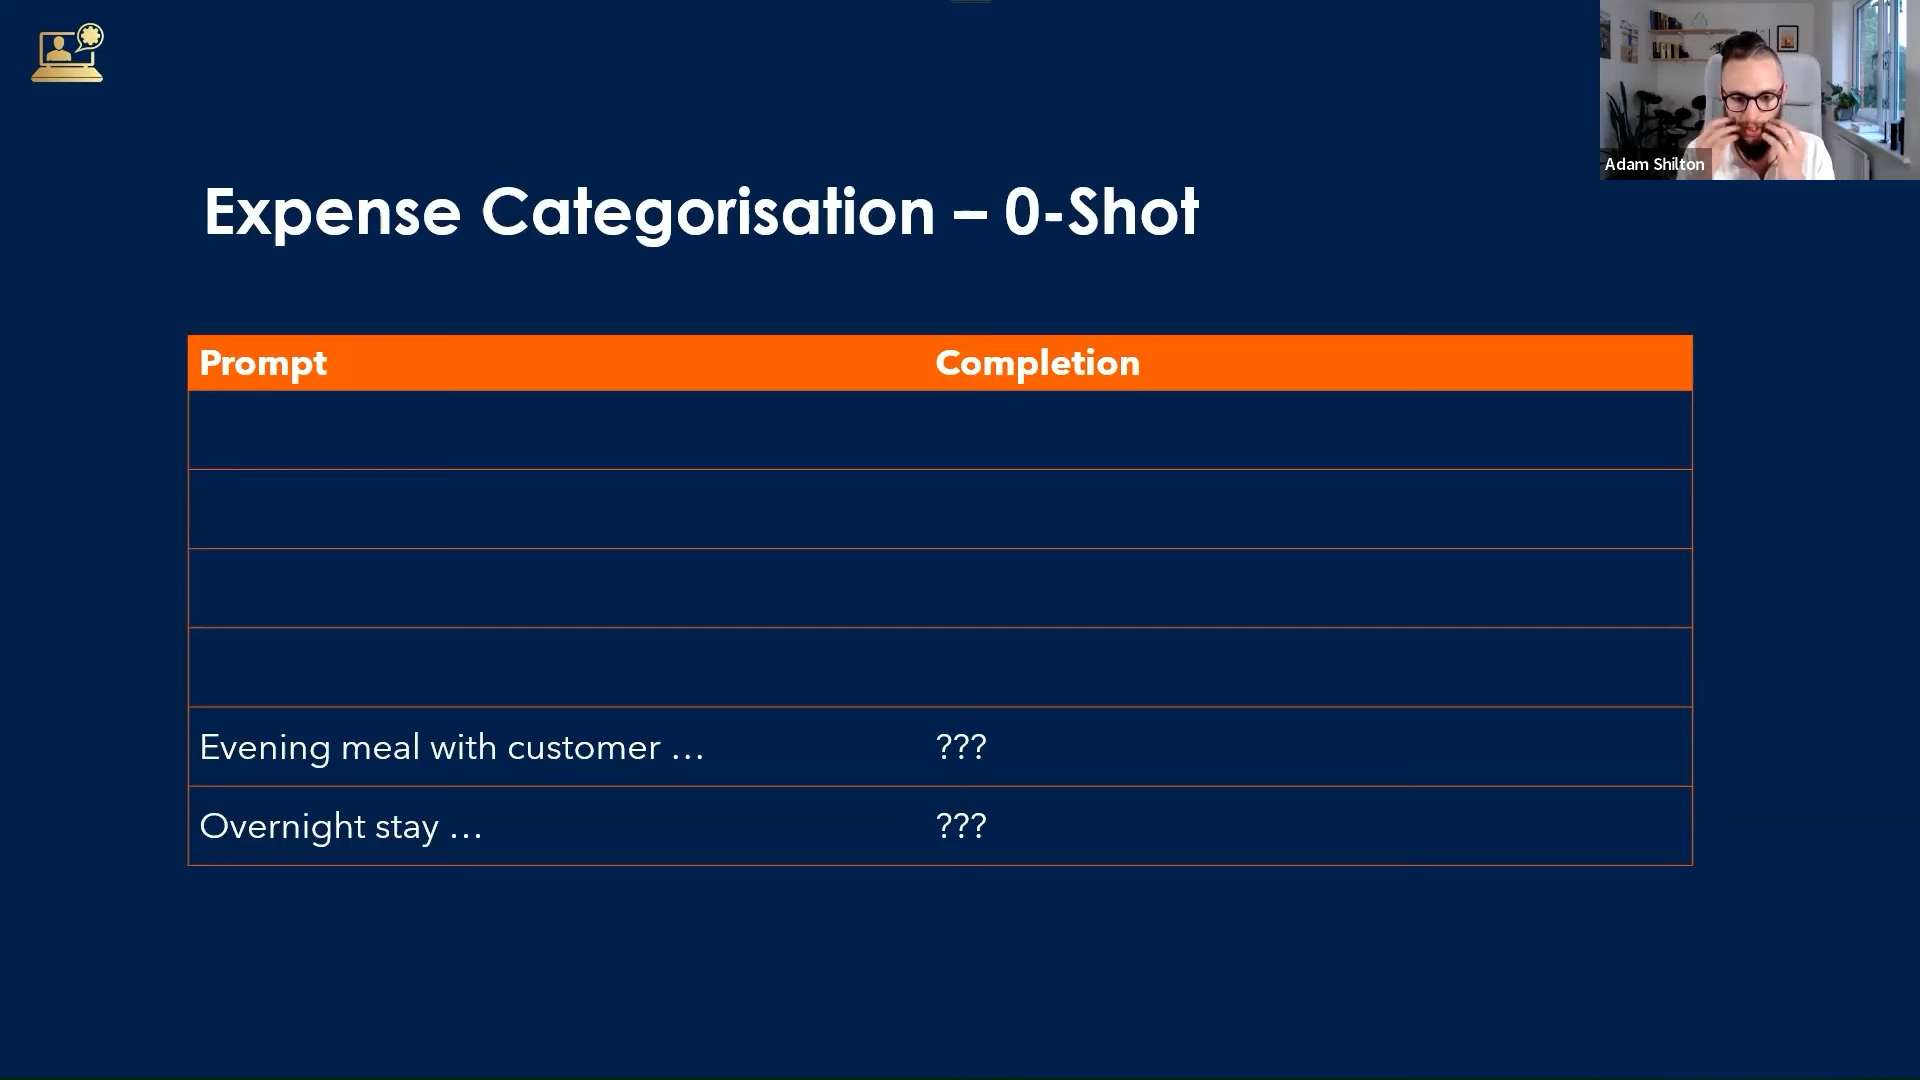 Adam Shilton
Expense Categorisation – 0-Shot
Prompt Completion
Evening meal with customer … ???
Overnight stay … ???